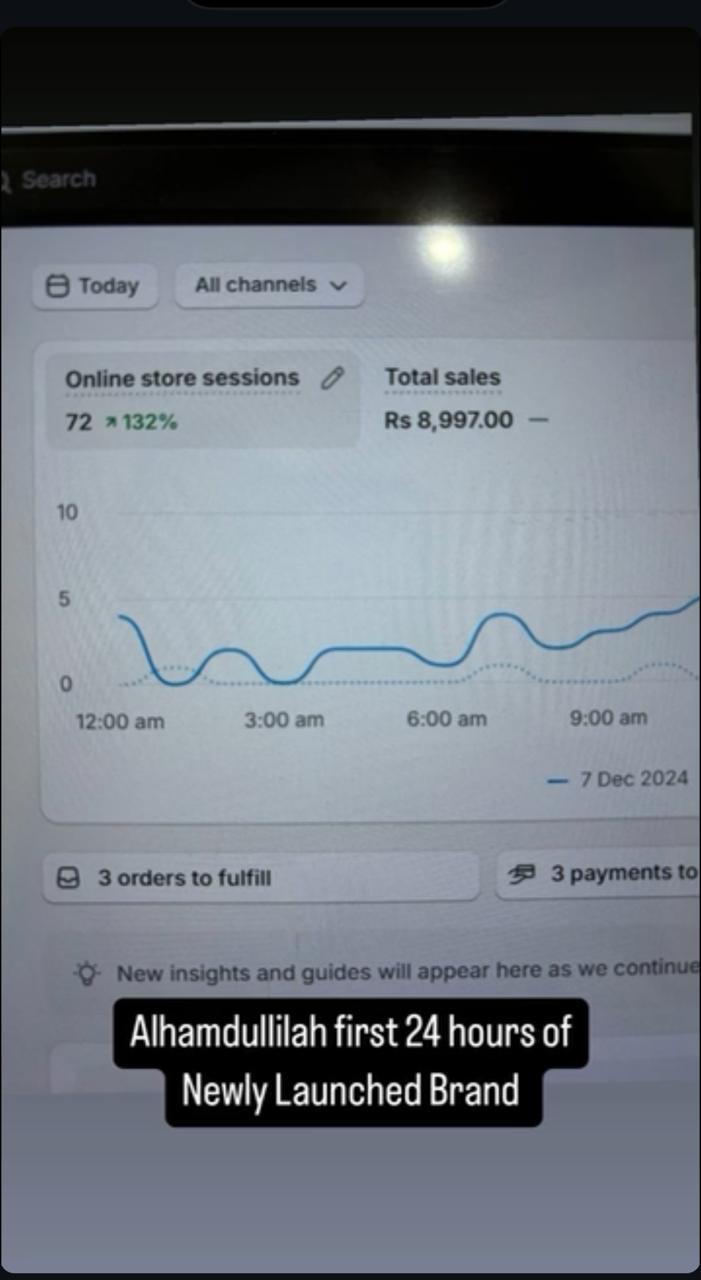 Search
Today
All channels
Online store sessions
72 132%
Total sales
Rs 8,997.00 —
10
5
0
12:00 am 3:00 am 6:00 am 9:00 am
7 Dec 2024
3 orders to fulfill
3 payments to
New insights and guides will appear here as we continue
Alhamdullilah first 24 hours of
Newly Launched Brand